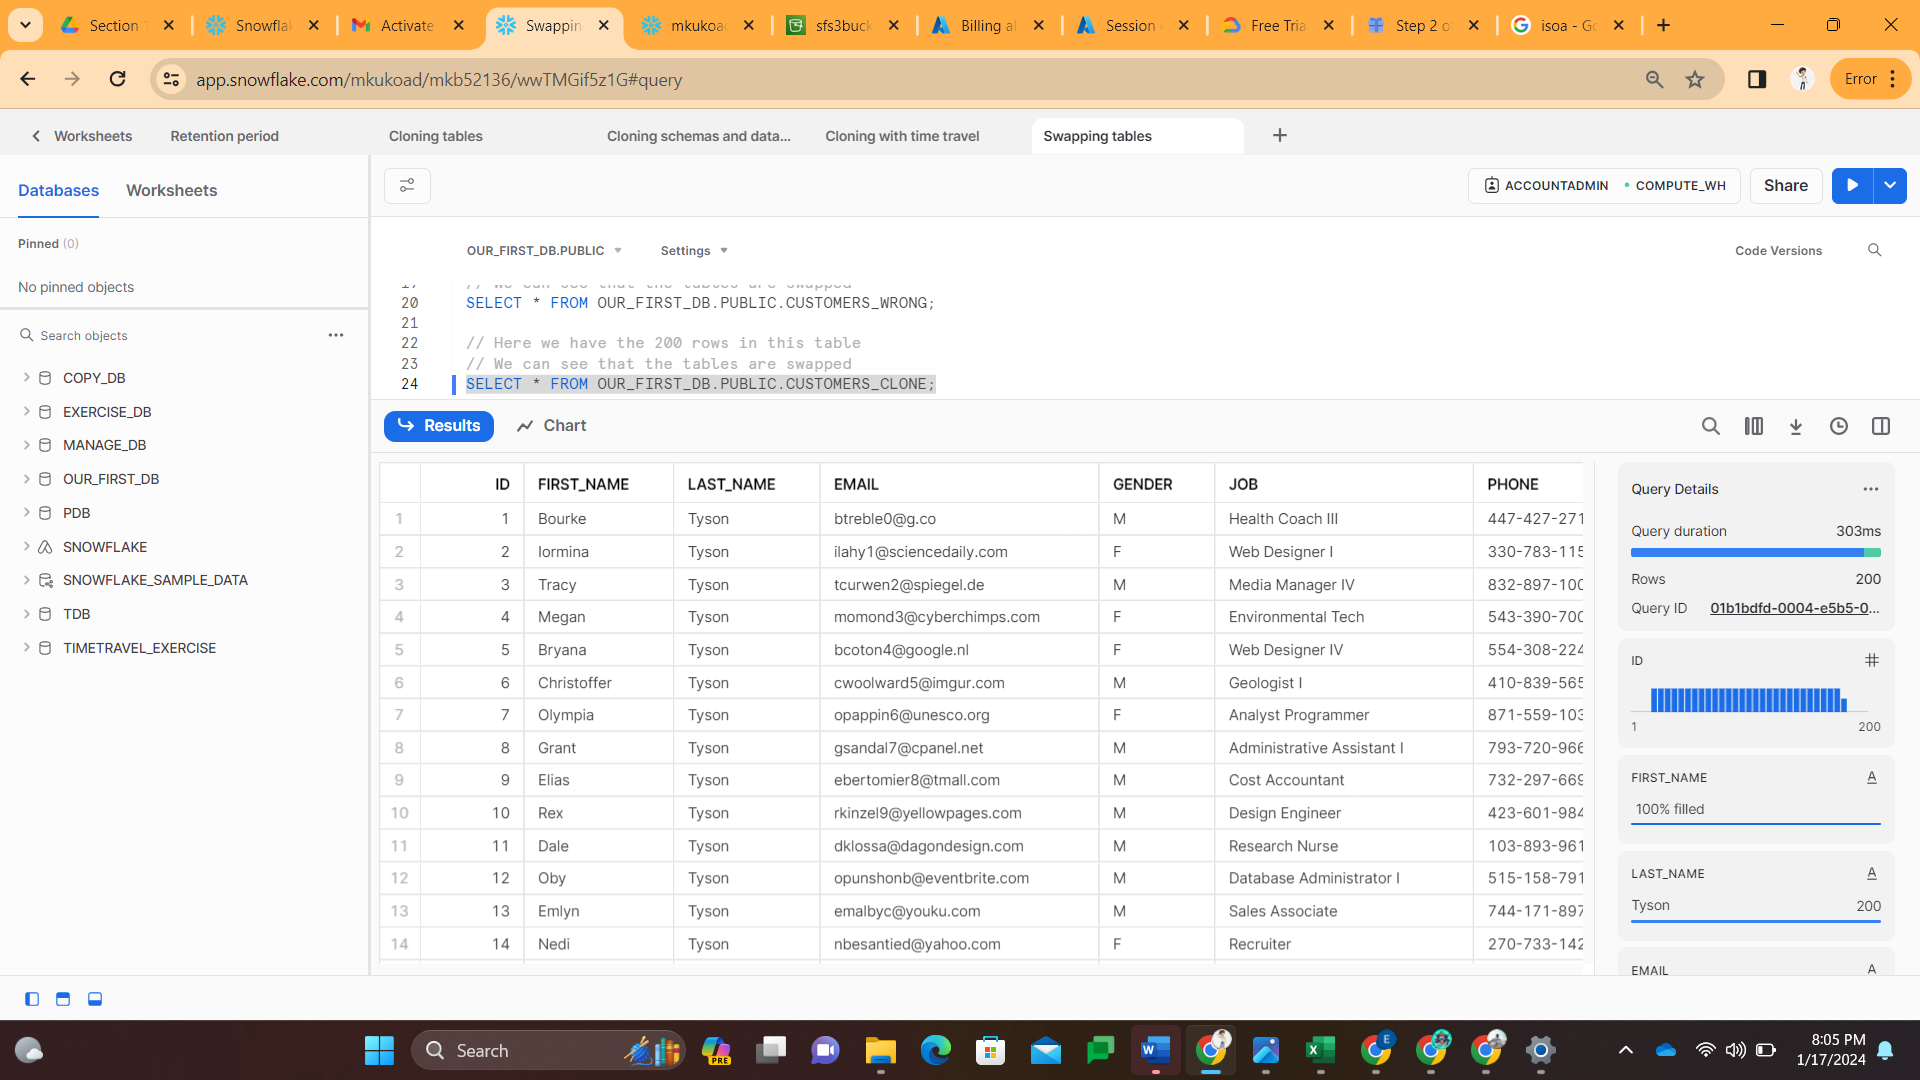 Section
Snowfla
Activate
Swappin
mkukoad
sfs3buck
Billing al
Session
Free Tria
Step 2 o
isoa - Go
app.snowflake.com/mkukoad/mkb52136/wwTMGif5z1G#query
Error
Worksheets
Retention period
Cloning tables
Cloning schemas and data...
Cloning with time travel
Swapping tables
Databases
Worksheets
ACCOUNTADMIN
COMPUTE_WH
Share
Pinned (0)
No pinned objects
Search objects
COPY_DB
EXERCISE_DB
MANAGE_DB
OUR_FIRST_DB
PDB
SNOWFLAKE
SNOWFLAKE_SAMPLE_DATA
TDB
TIMETRAVEL_EXERCISE
OUR_FIRST_DB.PUBLIC
Settings
Code Versions
19 // We can see that the tables are swapped
20 SELECT * FROM OUR_FIRST_DB.PUBLIC.CUSTOMERS_WRONG;
21
22 // Here we have the 200 rows in this table
23 // We can see that the tables are swapped
24 SELECT * FROM OUR_FIRST_DB.PUBLIC.CUSTOMERS_CLONE;
Results
Chart
ID FIRST_NAME LAST_NAME EMAIL GENDER JOB PHONE
1 1 Bourke Tyson btreble0@g.co M Health Coach III 447-427-271
2 2 Iormina Tyson ilahy1@sciencedaily.com F Web Designer I 330-783-115
3 3 Tracy Tyson tcurwen2@spiegel.de M Media Manager IV 832-897-100
4 4 Megan Tyson momond3@cyberchimps.com F Environmental Tech 543-390-700
5 5 Bryana Tyson bcoton4@google.nl F Web Designer IV 554-308-224
6 6 Christoffer Tyson cwoolward5@imgur.com M Geologist I 410-839-565
7 7 Olympia Tyson opappin6@unesco.org F Analyst Programmer 871-559-103
8 8 Grant Tyson gsandal7@cpanel.net M Administrative Assistant I 793-720-966
9 9 Elias Tyson ebertomier8@tmall.com M Cost Accountant 732-297-669
10 10 Rex Tyson rkinzel9@yellowpages.com M Design Engineer 423-601-984
11 11 Dale Tyson dklossa@dagondesign.com M Research Nurse 103-893-961
12 12 Oby Tyson opunshonb@eventbrite.com M Database Administrator I 515-158-791
13 13 Emlyn Tyson emalbyc@youku.com M Sales Associate 744-171-897
14 14 Nedi Tyson nbesantied@yahoo.com F Recruiter 270-733-142
Query Details
Query duration 303ms
Rows 200
Query ID 01b1bdfd-0004-e5b5-0...
ID
1 200
FIRST_NAME
100% filled
LAST_NAME
Tyson 200
EMAIL
Search
PRE
E
8:05 PM
1/17/2024